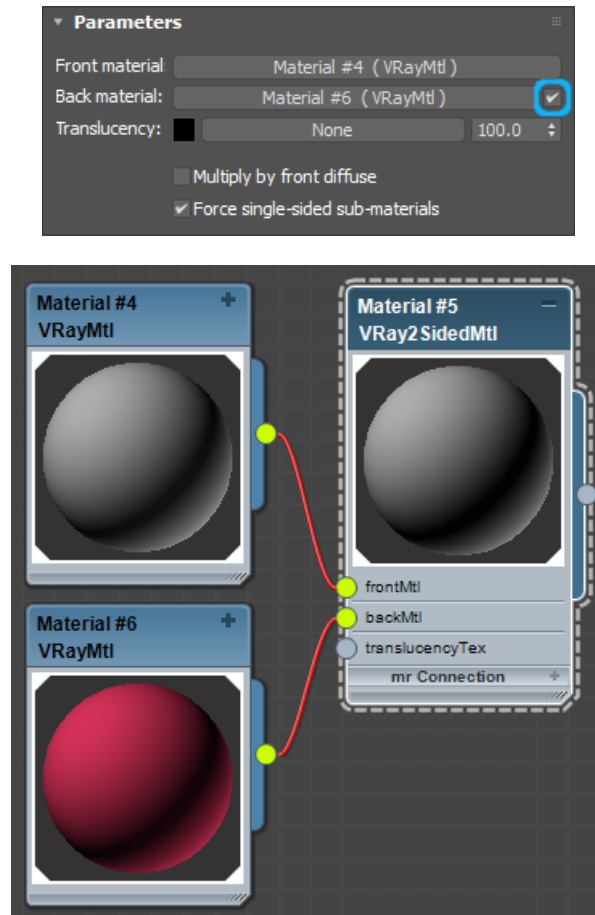 Parameters
Front material
Material #4 ( VRayMtl )
Back material:
Material #6 ( VRayMtl )
Translucency:
None
100.0
Multiply by front diffuse
Force single-sided sub-materials
Material #4
VRayMtl
Material #5
VRay2SidedMtl
frontMtl
backMtl
translucencyTex
mr Connection
Material #6
VRayMtl